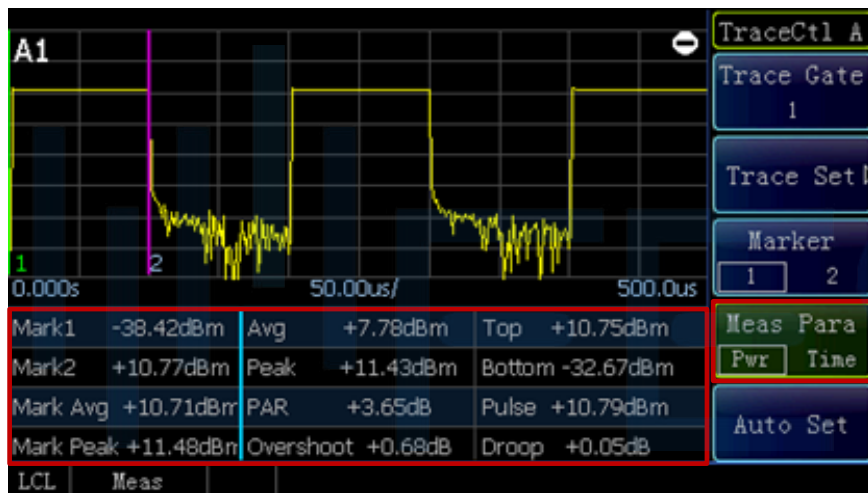 A1
TraceCtl A
Trace Gate
1
Trace Set
Marker
1 2
1 2
0.000s 50.00us/ 500.0us
Mark1 -38.42dBm Avg +7.78dBm Top +10.75dBm
Meas Para
Mark2 +10.77dBm Peak +11.43dBm Bottom -32.67dBm
Pwr Time
Mark Avg +10.71dBm PAR +3.65dB Pulse +10.79dBm
Auto Set
Mark Peak +11.48dBm Overshoot +0.68dB Droop +0.05dB
LCL Meas